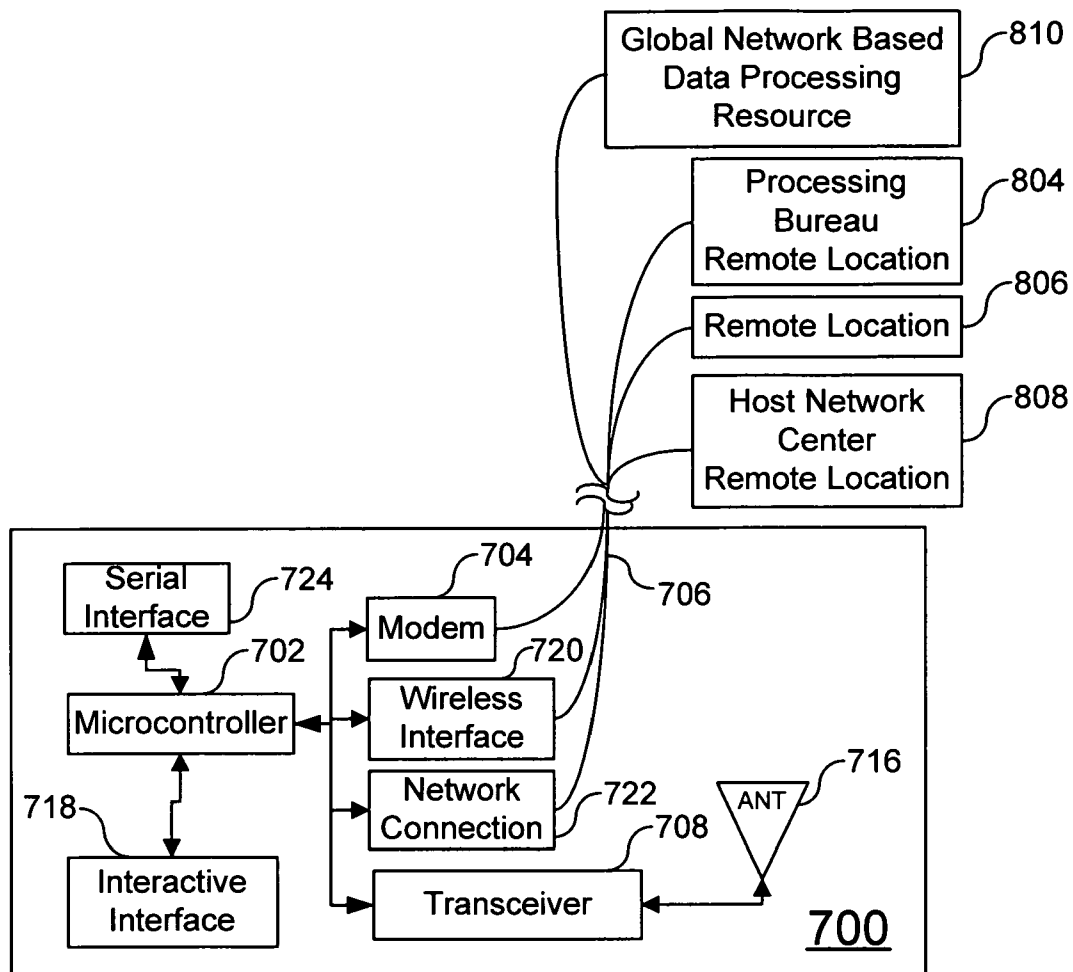 Global Network Based
Data Processing
Resource
810
Processing
Bureau
Remote Location
804
Remote Location
806
Host Network
Center
Remote Location
808
Serial
Interface
724
704
Modem
706
702
Microcontroller
720
Wireless
Interface
Network
Connection
722
716
ANT
718
Interactive
Interface
708
Transceiver
700